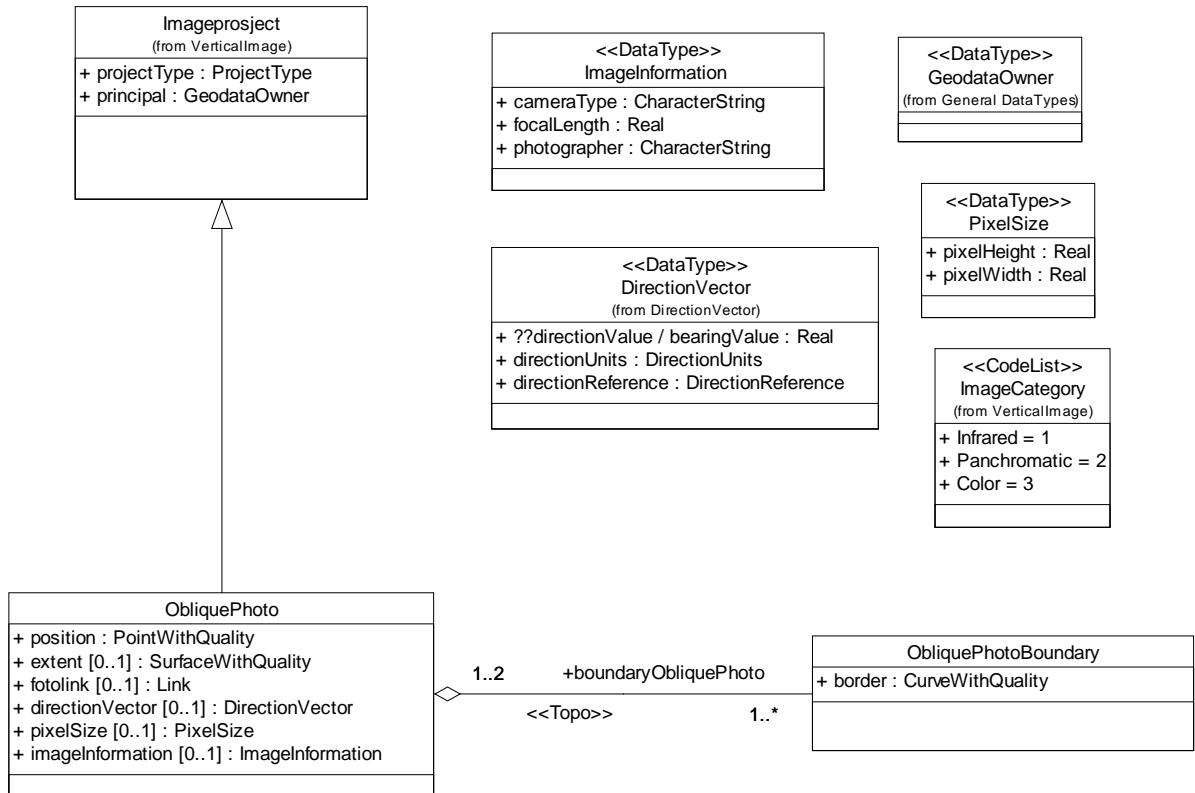 Imageprosject
(from VerticalImage)
+ projectType : ProjectType
+ principal : GeodataOwner
<<DataType>>
ImageInformation
+ cameraType : CharacterString
+ focalLength : Real
+ photographer : CharacterString
<<DataType>>
GeodataOwner
(from General DataTypes)
<<DataType>>
PixelSize
+ pixelHeight : Real
+ pixelWidth : Real
<<DataType>>
DirectionVector
(from DirectionVector)
+ ??directionValue / bearingValue : Real
+ directionUnits : DirectionUnits
+ directionReference : DirectionReference
<<CodeList>>
ImageCategory
(from VerticalImage)
+ Infrared = 1
+ Panchromatic = 2
+ Color = 3
ObliquePhoto
+ position : PointWithQuality
+ extent [0..1] : SurfaceWithQuality
+ fotolink [0..1] : Link
+ directionVector [0..1] : DirectionVector
+ pixelSize [0..1] : PixelSize
+ imageInformation [0..1] : ImageInformation
1..2
+boundaryObliquePhoto
<<Topo>>
1..*
ObliquePhotoBoundary
+ border : CurveWithQuality